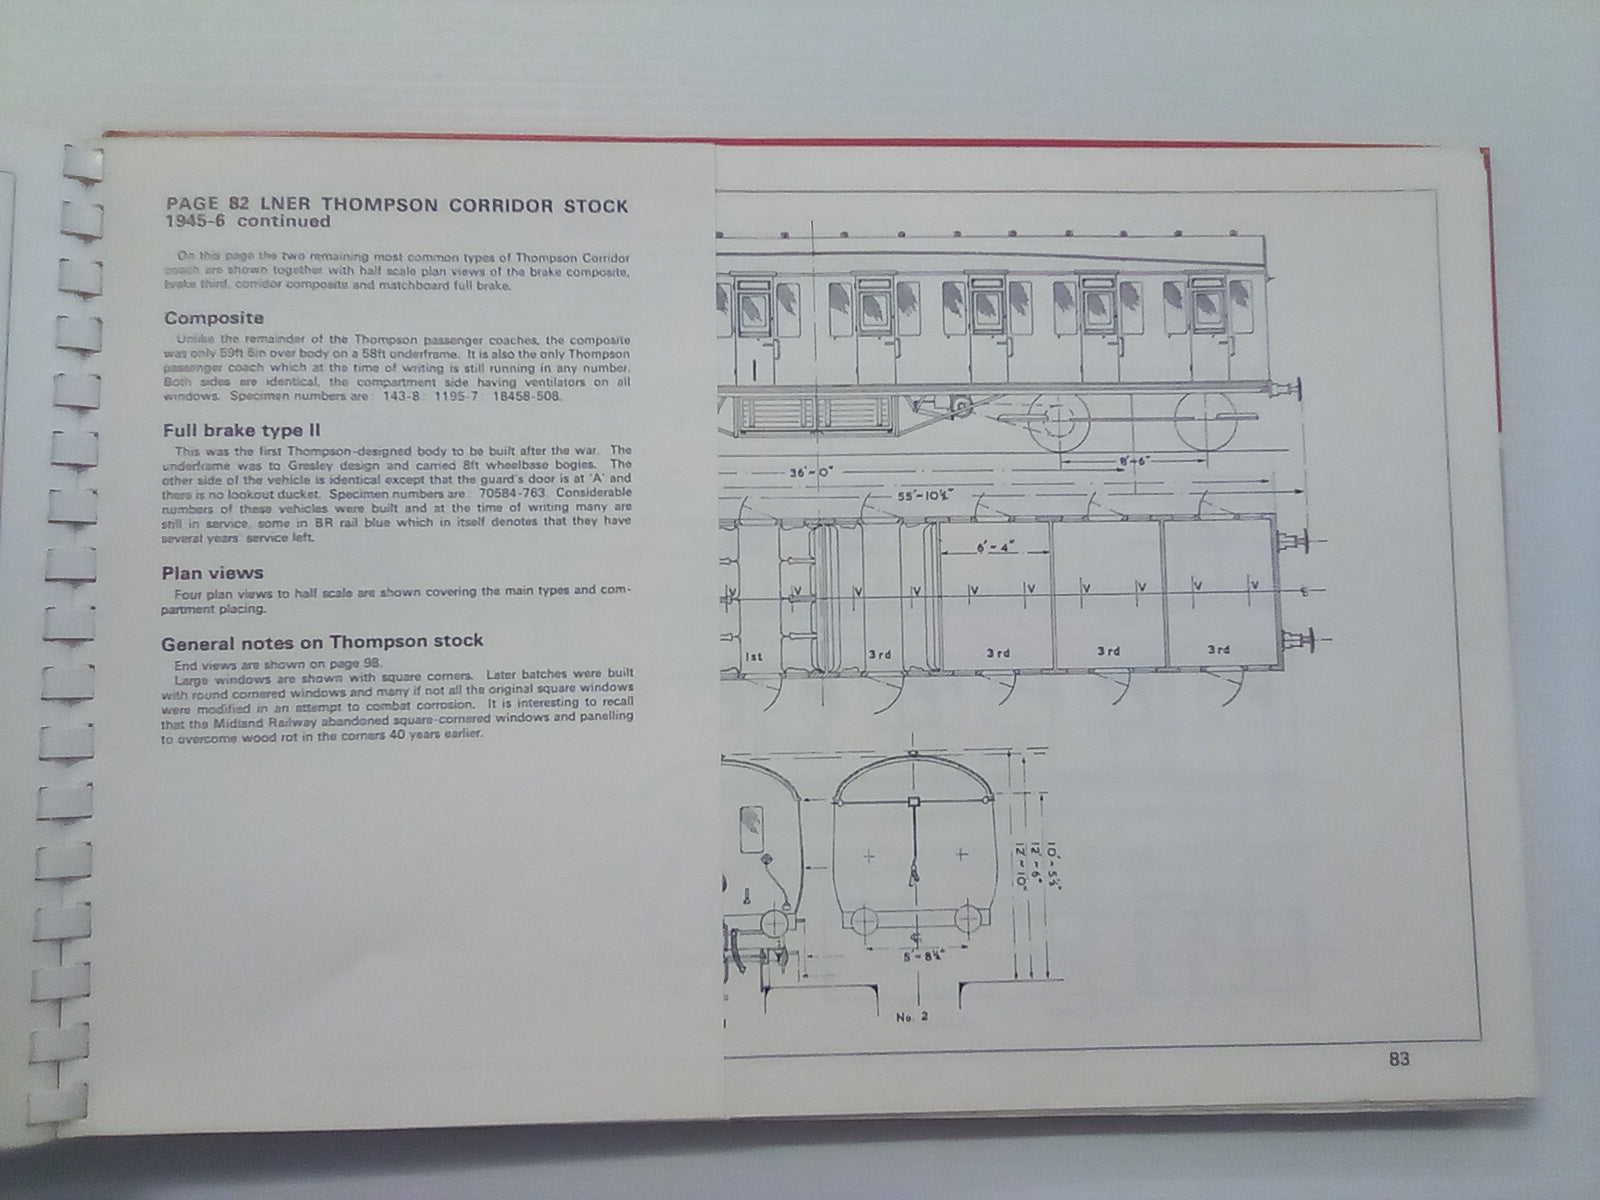 PAGE 82 LNER THOMPSON CORRIDOR STOCK
1945-6 continued
On this page the two remaining most common types of Thompson Corridor
coach are shown together with half scale plan views of the brake composite,
brake third, corridor composite and matchboard full brake.
Composite
Unlike the remainder of the Thompson passenger coaches, the composite
was only 59ft 6in over body on a 58ft underframe. It is also the only Thompson
passenger coach which at the time of writing is still running in any number.
Both sides are identical, the compartment side having ventilators on all
windows. Specimen numbers are : 143-8 : 1195-7 : 18458-508.
Full brake type II
This was the first Thompson-designed body to be built after the war. The
underframe was to Gresley design and carried 8ft wheelbase bogies. The
other side of the vehicle is identical except that the guard's door is at 'A' and
there is no lookout ducket. Specimen numbers are : 70584-763. Considerable
numbers of these vehicles were built and at the time of writing many are
still in service, some in BR rail blue which in itself denotes that they have
several years' service left.
Plan views
Four plan views to half scale are shown covering the main types and com-
partment placing.
General notes on Thompson stock
End views are shown on page 98.
Large windows are shown with square corners. Later batches were built
with round cornered windows and many if not all the original square windows
were modified in an attempt to combat corrosion. It is interesting to recall
that the Midland Railway abandoned square-cornered windows and panelling
to overcome wood rot in the corners 40 years earlier.
1
8'-6"
36'-0"
55'-10½"
6'-4"
V V V V V V V V V V
1st 3rd 3rd 3rd 3rd
12'-10"
12'-6"
10'-5½"
5'-8½"
No. 2
83